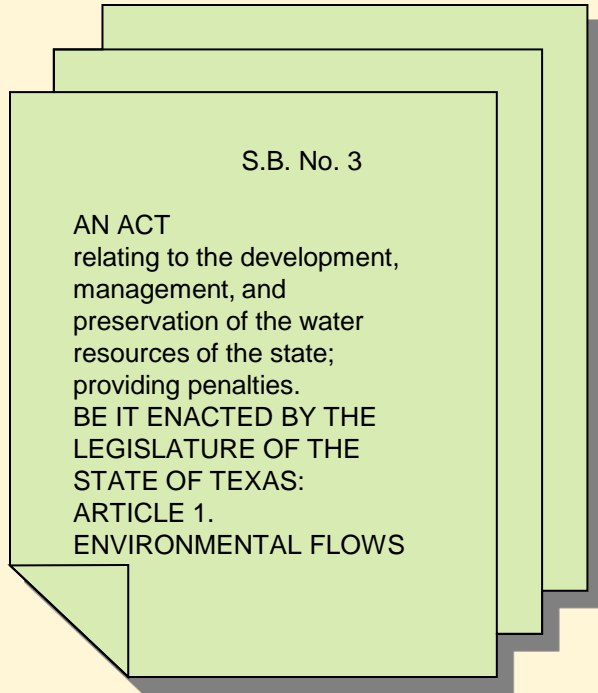 S.B. No. 3
AN ACT
relating to the development,
management, and
preservation of the water
resources of the state;
providing penalties.
BE IT ENACTED BY THE
LEGISLATURE OF THE
STATE OF TEXAS:
ARTICLE 1.
ENVIRONMENTAL FLOWS